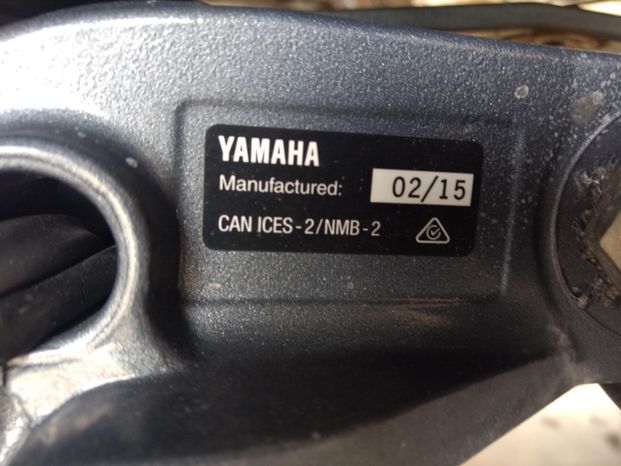 YAMAHA
Manufactured: 02/15
CAN ICES-2/NMB-2